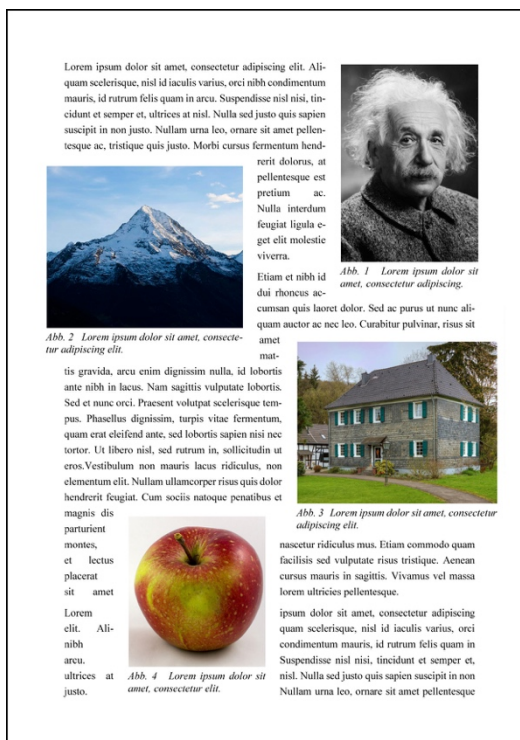 Lorem ipsum dolor sit amet, consectetur adipiscing elit. Ali-
quam scelerisque, nisl id iaculis varius, orci nibh condimentum
mauris, id rutrum felis quam in arcu. Suspendisse nisl nisi, tin-
cidunt et semper et, ultrices at nisl. Nulla sed justo quis sapien
suscipit in non justo. Nullam urna leo, ornare sit amet pellen-
tesque ac, tristique quis justo. Morbi cursus fermentum hend-
rerit dolorus, at
pellentesque est
pretium ac.
Nulla interdum
feugiat ligula e-
get elit molestie
viverra.
Abb. 1 Lorem ipsum dolor sit
amet, consectetur adipiscing.
Etiam et nibh id
dui rhoncus ac-
cumsan quis laoret dolor. Sed ac purus ut nunc ali-
quam auctor ac nec leo. Curabitur pulvinar, risus sit
Abb. 2 Lorem ipsum dolor sit amet, consecte-
tur adipiscing elit.
amet
mat-
tis gravida, arcu enim dignissim nulla, id lobortis
ante nibh in lacus. Nam sagittis vulputate lobortis.
Sed et nunc orci. Praesent volutpat scelerisque tem-
pus. Phasellus dignissim, turpis vitae fermentum,
quam erat eleifend ante, sed lobortis sapien nisi nec
tortor. Ut libero nisl, sed rutrum in, sollicitudin ut
eros.Vestibulum non mauris lacus ridiculus, non
elementum elit. Nullam ullamcorper risus quis dolor
hendrerit feugiat. Cum sociis natoque penatibus et
Abb. 3 Lorem ipsum dolor sit amet, consectetur
adipiscing elit.
magnis dis
parturient
montes,
et lectus
placerat
sit amet
nascetur ridiculus mus. Etiam commodo quam
facilisis sed vulputate risus tristique. Aenean
cursus mauris in sagittis. Vivamus vel massa
lorem ultricies pellentesque.
Lorem ipsum dolor sit amet, consectetur adipiscing
elit. Ali- quam scelerisque, nisl id iaculis varius, orci
nibh condimentum mauris, id rutrum felis quam in
arcu. Suspendisse nisl nisi, tincidunt et semper et,
ultrices at nisl. Nulla sed justo quis sapien suscipit in non
justo. Nullam urna leo, ornare sit amet pellentesque
Abb. 4 Lorem ipsum dolor sit
amet, consectetur elit.